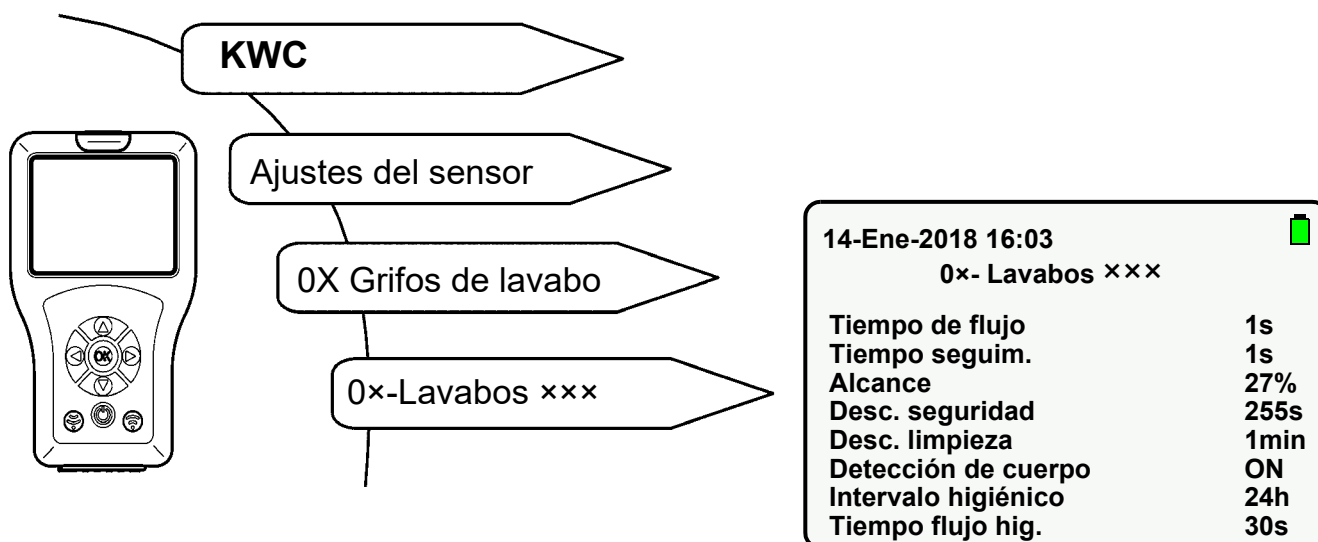 KWC
Ajustes del sensor
0X Grifos de lavabo
0×-Lavabos ×××
OK
14-Ene-2018 16:03
0×- Lavabos ×××
Tiempo de flujo 1s
Tiempo seguim. 1s
Alcance 27%
Desc. seguridad 255s
Desc. limpieza 1min
Detección de cuerpo ON
Intervalo higiénico 24h
Tiempo flujo hig. 30s